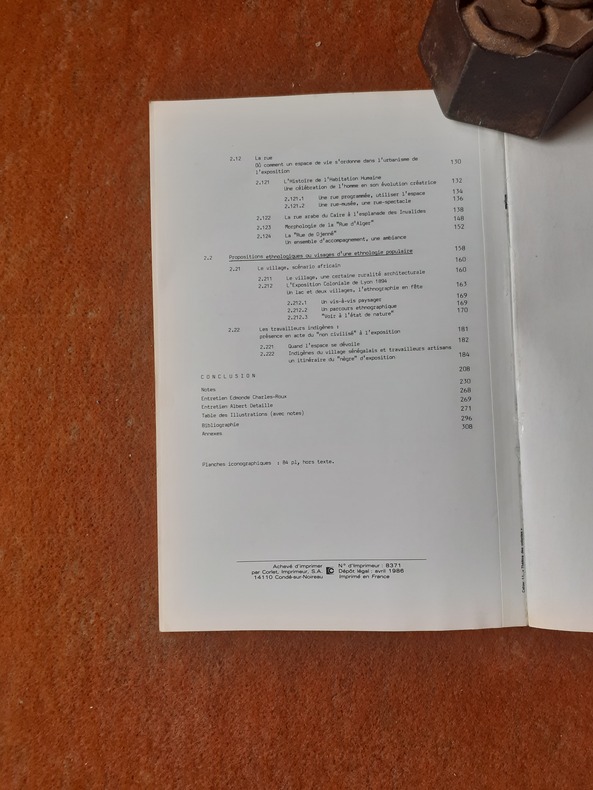 2.12 La rue
Où comment un espace de vie s'ordonne dans l'urbanisme de
l'exposition 130
2.121 L'Histoire de l'Habitation Humaine
Une célébration de l'homme en son évolution créatrice 132
2.121.1 Une rue programmée, utiliser l'espace 134
2.121.2 Une rue-musée, une rue-spectacle 136
2.122 La rue arabe du Caire à l'esplanade des Invalides 138
2.123 Morphologie de la "Rue d'Alger" 148
2.124 La "Rue de Djenné" 152
Un ensemble d'accompagnement, une ambiance
2.2 Propositions ethnologiques ou visages d'une ethnologie populaire 158
2.21 Le village, scénario africain 160
2.211 Le village, une certaine ruralité architecturale 160
2.212 L'Exposition Coloniale de Lyon 1894
Un lac et deux villages, l'ethnographie en fête 163
2.212.1 Un vis-à-vis paysager 169
2.212.2 Un parcours ethnographique 169
2.212.3 "Voir à l'état de nature" 170
2.22 Les travailleurs indigènes :
présence en acte du "non civilisé" à l'exposition 181
2.221 Quand l'espace se dévoile 182
2.222 Indigènes du village sénégalais et travailleurs artisans
un itinéraire du "nègre" d'exposition 184
CONCLUSION 208
Notes 230
Entretien Edmonde Charles-Roux 268
Entretien Albert Detaille 269
Table des Illustrations (avec notes) 271
Bibliographie 296
Annexes 308
Planches iconographiques : 84 pl, hors texte.
Achevé d'imprimer
par Corlet, Imprimeur, S.A.
14110 Condé-sur-Noireau
N° d'Imprimeur : 8371
Dépôt légal : avril 1986
Imprimé en France